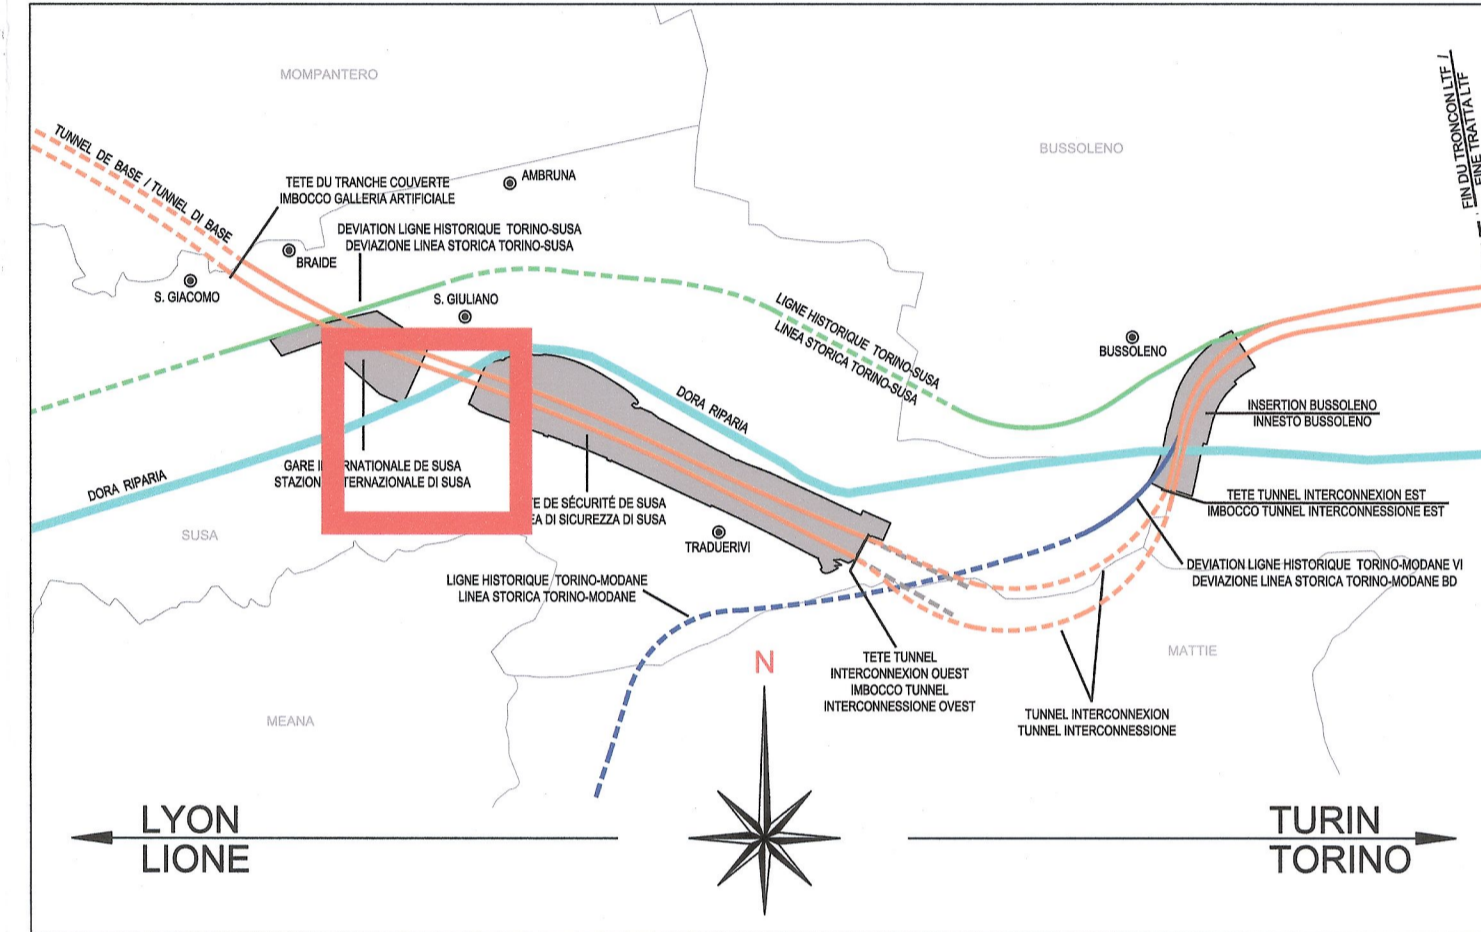 MOMPANTERO
BUSSOLENO
FIN DU TRONCON LTF /
FINE TRATTA LTF
TUNNEL DE BASE / TUNNEL DI BASE
TETE DU TRANCHE COUVERTE
IMBOCCO GALLERIA ARTIFICIALE
AMBRUNA
DEVIATION LIGNE HISTORIQUE TORINO-SUSA
DEVIAZIONE LINEA STORICA TORINO-SUSA
BRAIDE
S. GIACOMO
S. GIULIANO
LIGNE HISTORIQUE TORINO-SUSA
LINEA STORICA TORINO-SUSA
BUSSOLENO
DORA RIPARIA
INSERTION BUSSOLENO
INNESTO BUSSOLENO
GARE I RNATIONALE DE SUSA
STAZION TERNAZIONALE DI SUSA
DORA RIPARIA
TE DE SÉCURITÉ DE SUSA
EA DI SICUREZZA DI SUSA
TETE TUNNEL INTERCONNEXION EST
IMBOCCO TUNNEL INTERCONNESSIONE EST
SUSA
TRADUERIVI
DEVIATION LIGNE HISTORIQUE TORINO-MODANE VI
DEVIAZIONE LINEA STORICA TORINO-MODANE BD
LIGNE HISTORIQUE TORINO-MODANE
LINEA STORICA TORINO-MODANE
MATTIE
TETE TUNNEL
INTERCONNEXION OUEST
IMBOCCO TUNNEL
INTERCONNESSIONE OVEST
N
TUNNEL INTERCONNEXION
TUNNEL INTERCONNESSIONE
MEANA
LYON
LIONE
TURIN
TORINO